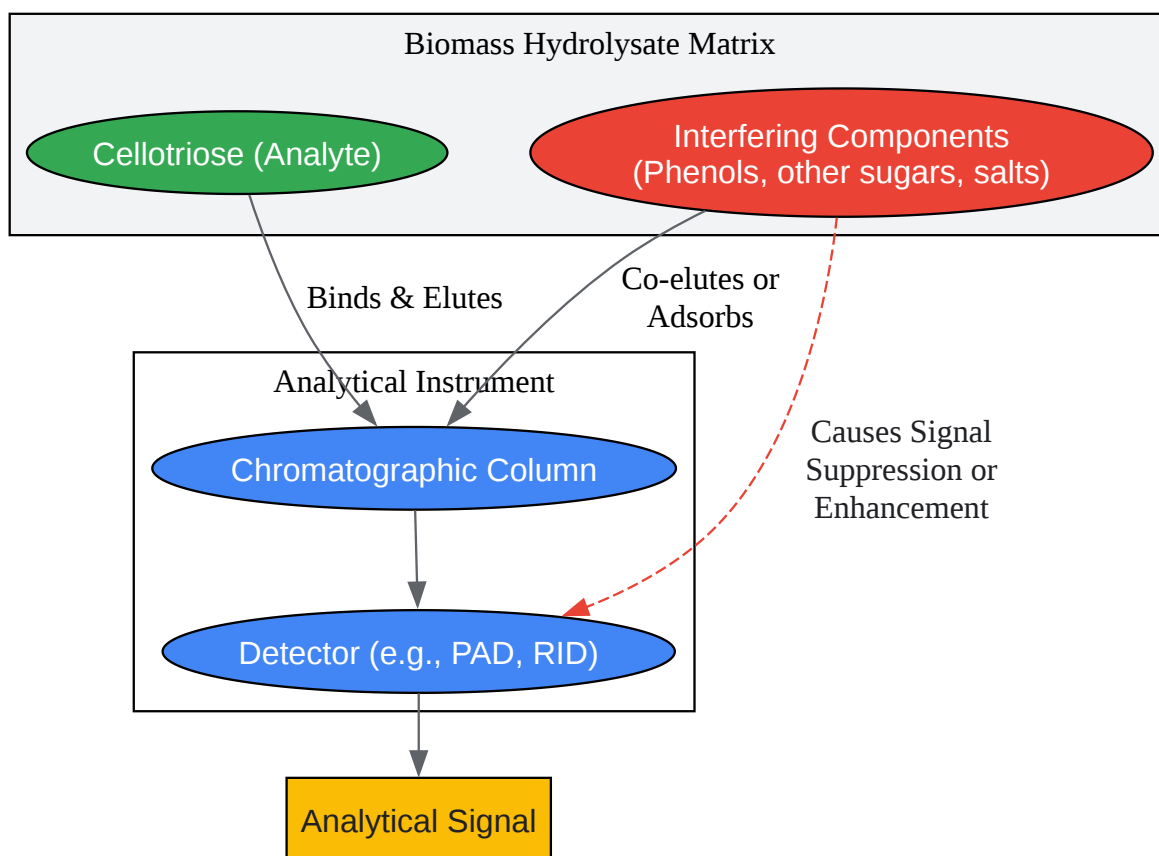 Biomass Hydrolysate Matrix
Cellotriose (Analyte)
Interfering Components
(Phenols, other sugars, salts)
Binds & Elutes
Co-elutes or
Adsorbs
Analytical Instrument
Chromatographic Column
Causes Signal
Suppression or
Enhancement
Detector (e.g., PAD, RID)
Analytical Signal